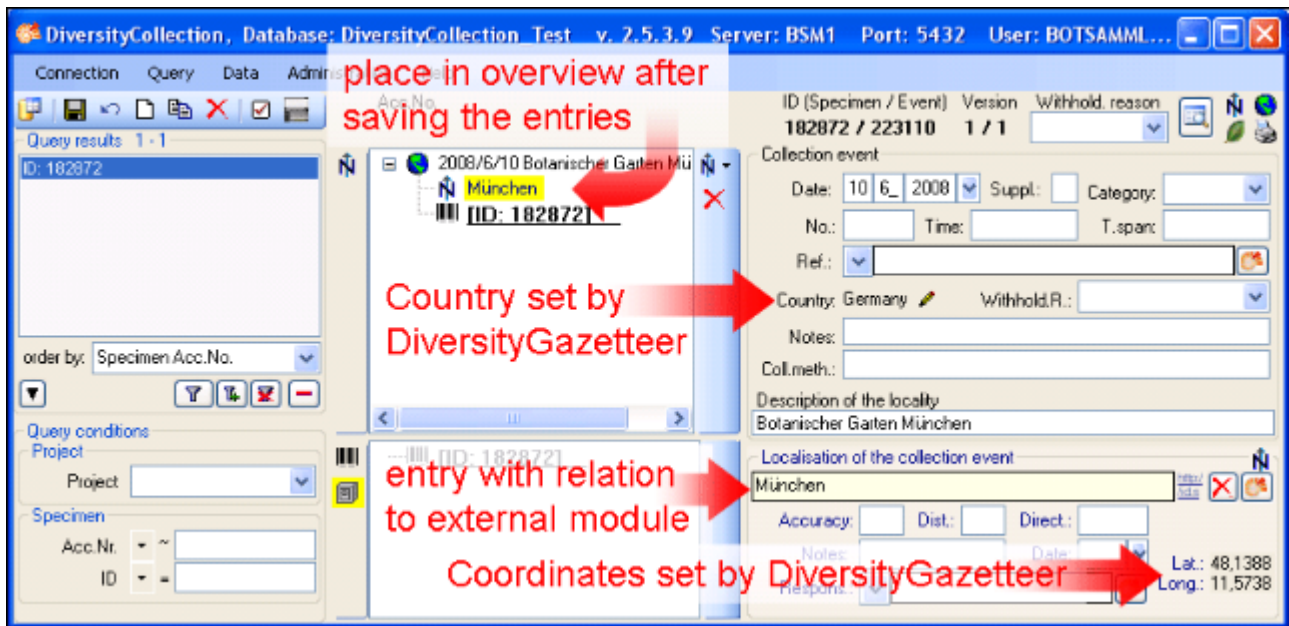 DiversityCollection, Database: DiversityCollection_Test v. 2.5.3.9 Server: BSM1 Port: 5432 User: BOTSAMML...
Connection Query Data Admin
place in overview after
saving the entries
Acc.No.
ID (Specimen / Event) Version Withhold. reason
182872 / 223110 1 / 1
Query results 1 - 1
ID: 182872
2008/6/10 Botanischer Garten Mü
München
[ID: 182872]
Collection event
Date: 10 6_ 2008 Suppl.: Category:
No.: Time: T.span:
Ref.:
Country set by
DiversityGazetteer
Country: Germany Withhold.R.:
Notes:
Coll.meth.:
order by: Specimen Acc.No.
Description of the locality
Botanischer Garten München
Query conditions
Project
Project
Specimen
Acc.Nr. ~
ID =
[ID: 182872]
entry with relation
to external module
Localisation of the collection event
München
Accuracy: Dist.: Direct.:
Notes: Date:
Coordinates set by DiversityGazetteer
Respons.:
Lat.: 48,1388
Long.: 11,5738